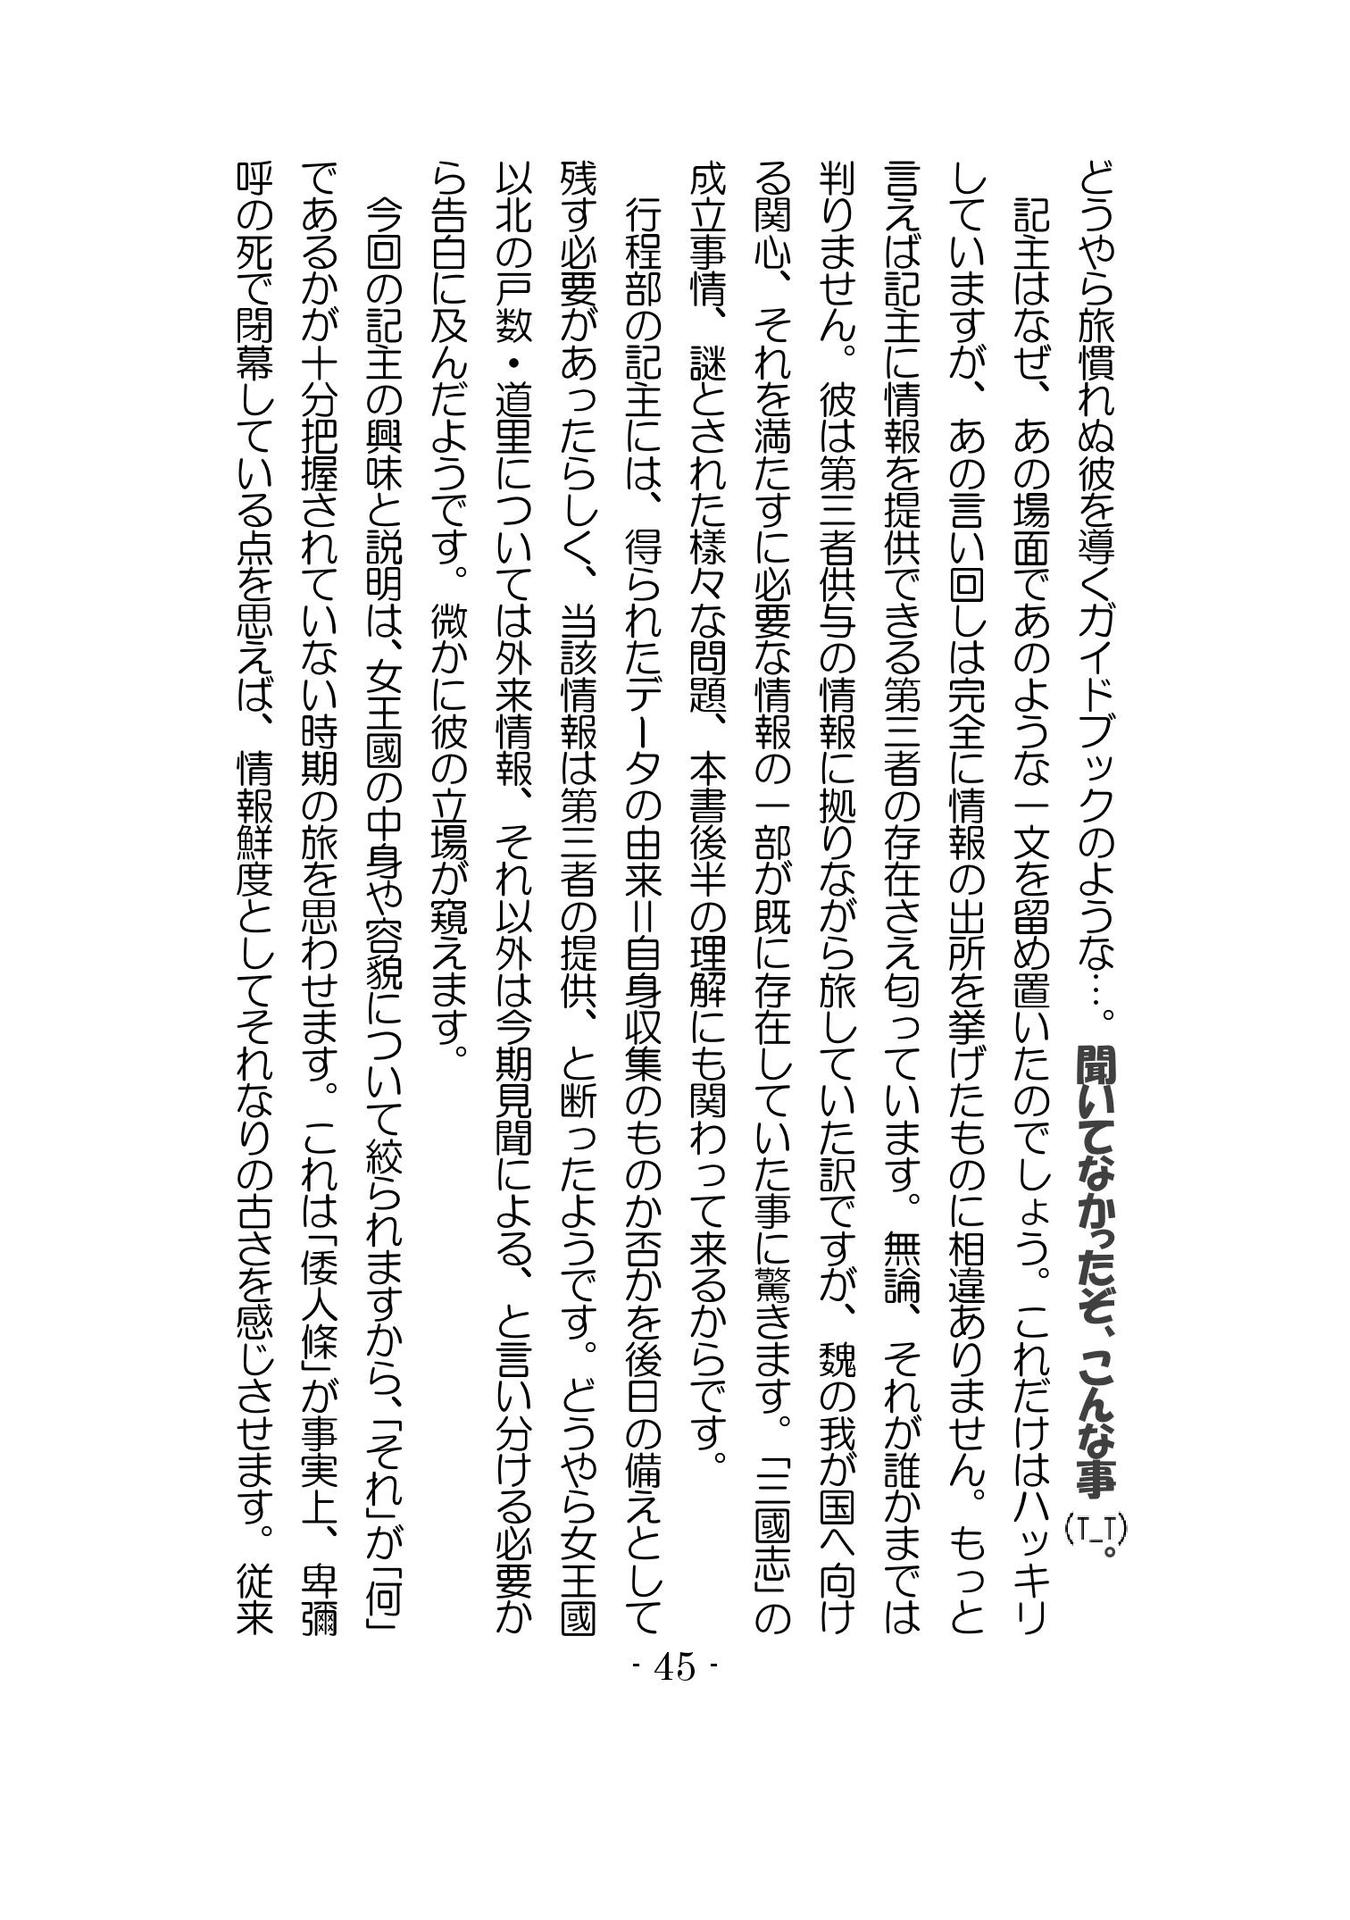 どうやら旅慣れぬ彼を導くガイドブックのような…。聞いてなかったぞ、こんな事(T_T)。
　記主はなぜ、あの場面であのような一文を留め置いたのでしょう。これだけはハッキリ
していますが、あの言い回しは完全に情報の出所を挙げたものに相違ありません。もっと
言えば記主に情報を提供できる第三者の存在さえ匂っています。無論、それが誰かまでは
判りません。彼は第三者供与の情報に拠りながら旅していた訳ですが、魏の我が国へ向け
る関心、それを満たすに必要な情報の一部が既に存在していた事に驚きます。「三國志」の
成立事情、謎とされた様々な問題、本書後半の理解にも関わって来るからです。
　行程部の記主には、得られたデータの由来＝自身収集のものか否かを後日の備えとして
残す必要があったらしく、当該情報は第三者の提供、と断ったようです。どうやら女王國
以北の戸数・道里については外来情報、それ以外は今期見聞による、と言い分ける必要か
ら告白に及んだようです。微かに彼の立場が窺えます。
　今回の記主の興味と説明は、女王國の中身や容貌について絞られますから、「それ」が「何」
であるかが十分把握されていない時期の旅を思わせます。これは「倭人條」が事実上、卑彌
呼の死で閉幕している点を思えば、情報鮮度としてそれなりの古さを感じさせます。従来
- 45 -